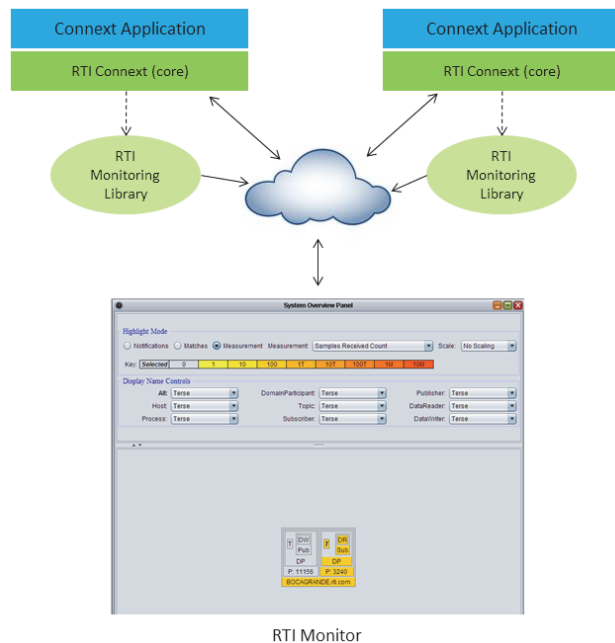 Connext Application
Connext Application
RTI Connext (core)
RTI Connext (core)
RTI
Monitoring
Library
RTI
Monitoring
Library
System Overview Panel
Highlight Mode
Notifications Matches Measurement Measurement: Samples Received Count Scale: No Scaling
Key: Selected 0 1 10 100 1T 10T 100T 1M 10M
Display Name Controls
All: Terse DomainParticipant: Terse Publisher: Terse
Host: Terse Topic: Terse DataReader: Terse
Process: Terse Subscriber: Terse DataWriter: Terse
T DW T DR
Pub Sub
DP DP
P: 11156 P: 3240
BOCAGRANDE.rti.com
RTI Monitor